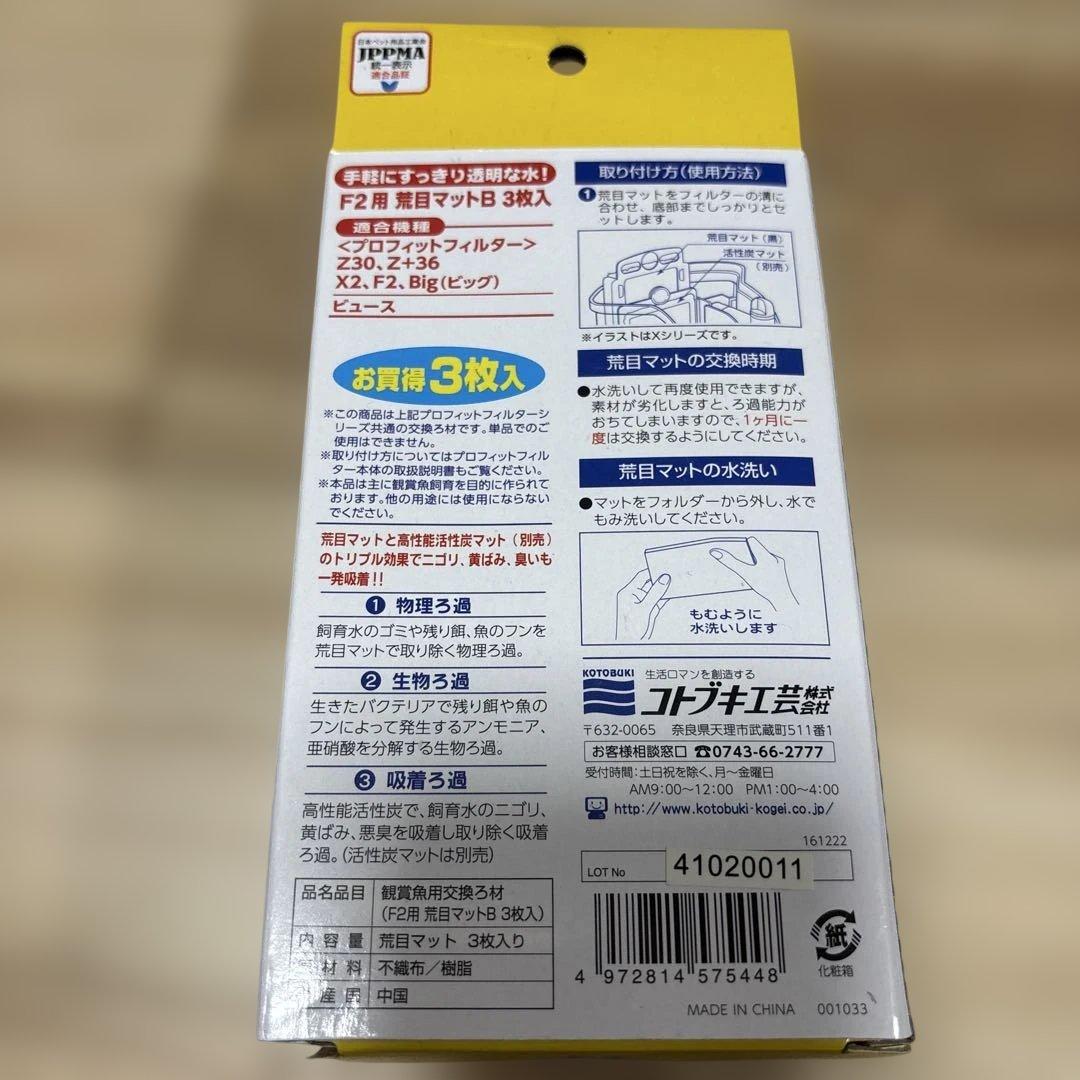 日本ペット用品工業会
JPPMA
統一表示
適合品証
手軽にすっきり透明な水!
F2用 荒目マットB 3枚入
適合機種
<プロフィットフィルター>
Z30、Z+36
X2、F2、Big(ビッグ)
ビュース
お買得3枚入
※この商品は上記プロフィットフィルターシ
リーズ共通の交換ろ材です。単品でのご
使用はできません。
※取り付け方についてはプロフィットフィル
ター本体の取扱説明書もご覧ください。
※本品は主に観賞魚飼育を目的に作られて
おります。他の用途には使用にならない
でください。
荒目マットと高性能活性炭マット(別売)
のトリプル効果でニゴリ、黄ばみ、臭いも
一発吸着!!
1 物理ろ過
飼育水のゴミや残り餌、魚のフンを
荒目マットで取り除く物理ろ過。
2 生物ろ過
生きたバクテリアで残り餌や魚の
フンによって発生するアンモニア、
亜硝酸を分解する生物ろ過。
3 吸着ろ過
高性能活性炭で、飼育水のニゴリ、
黄ばみ、悪臭を吸着し取り除く吸着
ろ過。(活性炭マットは別売)
品名品目 観賞魚用交換ろ材
(F2用 荒目マットB 3枚入)
内容量 荒目マット 3枚入り
材料 不織布/樹脂
産国 中国
取り付け方(使用方法)
1 荒目マットをフィルターの溝に
合わせ、底部までしっかりとセ
ットします。
荒目マット(黒)
活性炭マット
(別売)
※イラストはXシリーズです。
荒目マットの交換時期
●水洗いして再度使用できますが、
素材が劣化しますと、ろ過能力が
おちてしまいますので、1ヶ月に一
度は交換するようにしてください。
荒目マットの水洗い
●マットをフォルダーから外し、水で
もみ洗いしてください。
もむように
水洗いします
KOTOBUKI
生活ロマンを創造する
コトブキ工芸株式会社
〒632-0065 奈良県天理市武蔵町511番1
お客様相談窓口 ☎0743-66-2777
受付時間:土日祝を除く、月〜金曜日
AM9:00〜12:00 PM1:00〜4:00
http://www.kotobuki-kogei.co.jp/
161222
LOT No 41020011
4 972814 575448
紙
化粧箱
MADE IN CHINA 001033